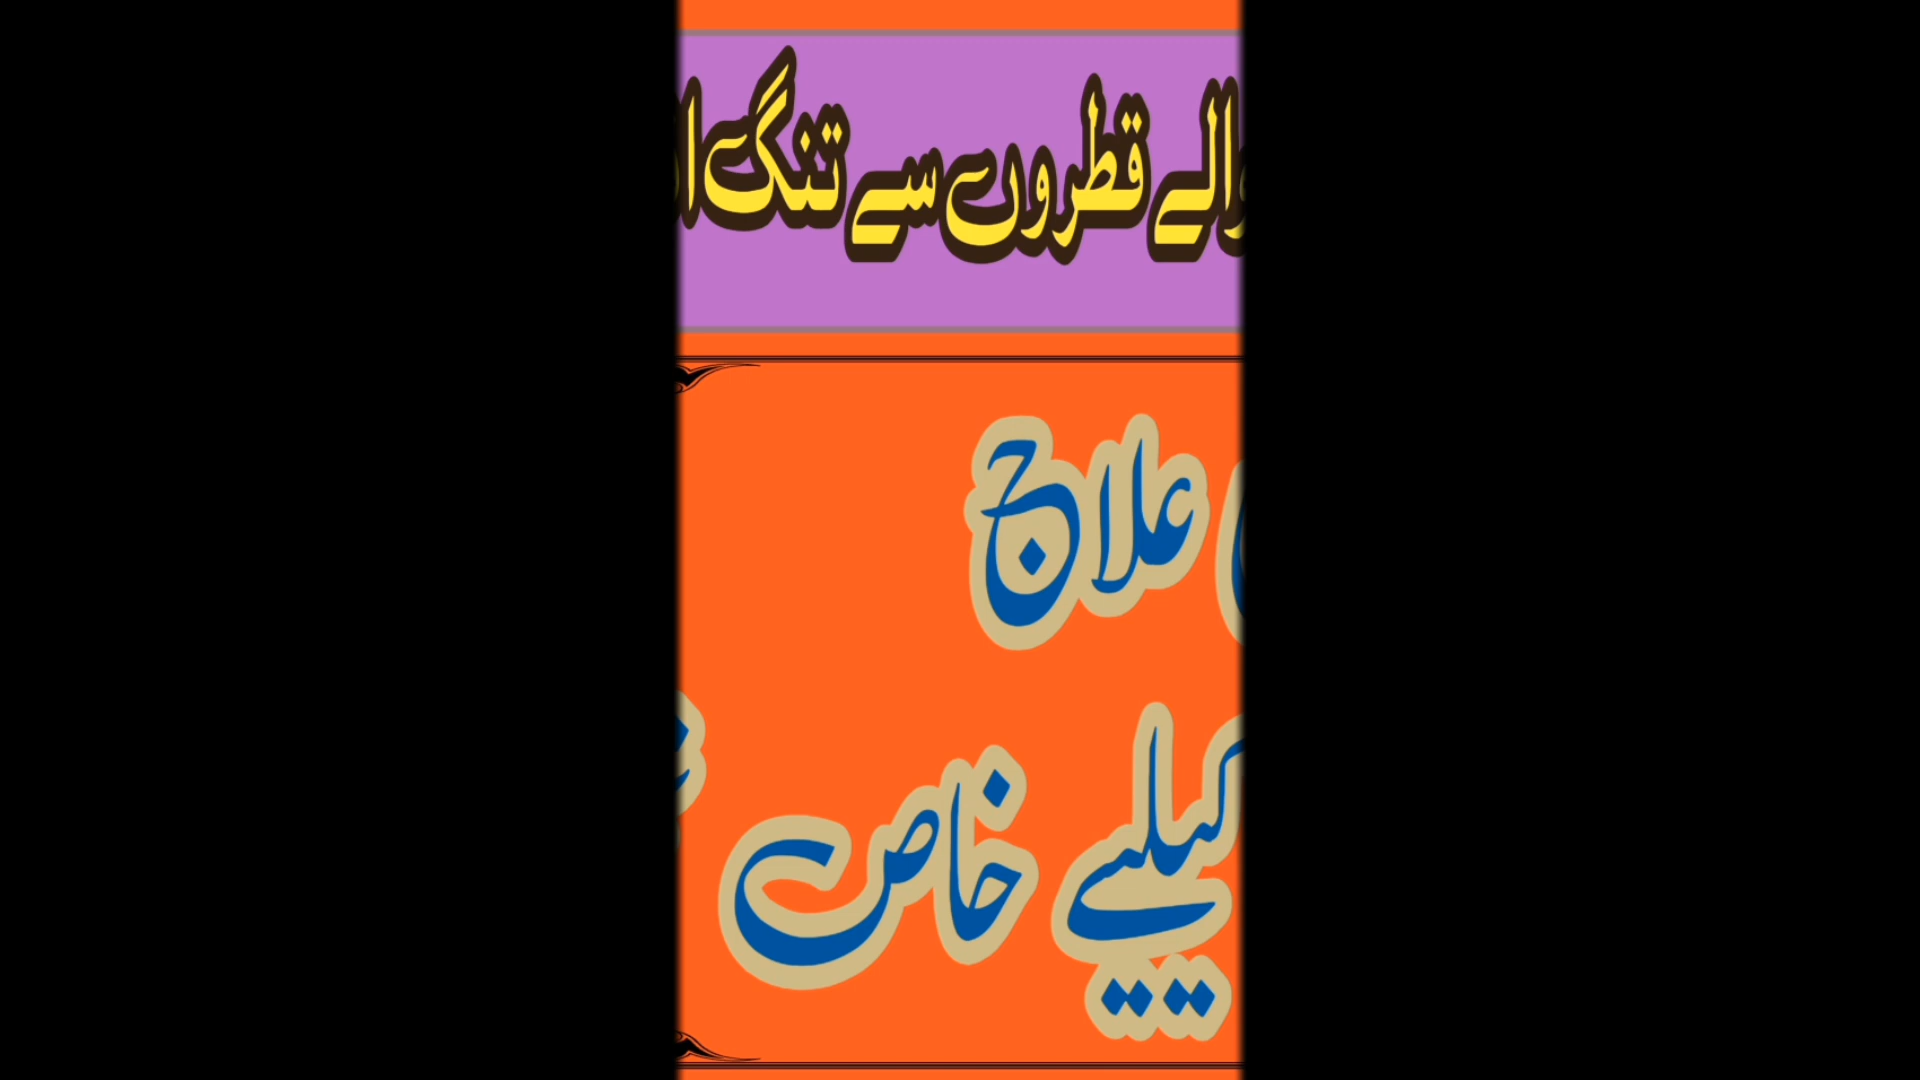 والے قطروں سے تنگ ا
علاج
کیلیے خاص